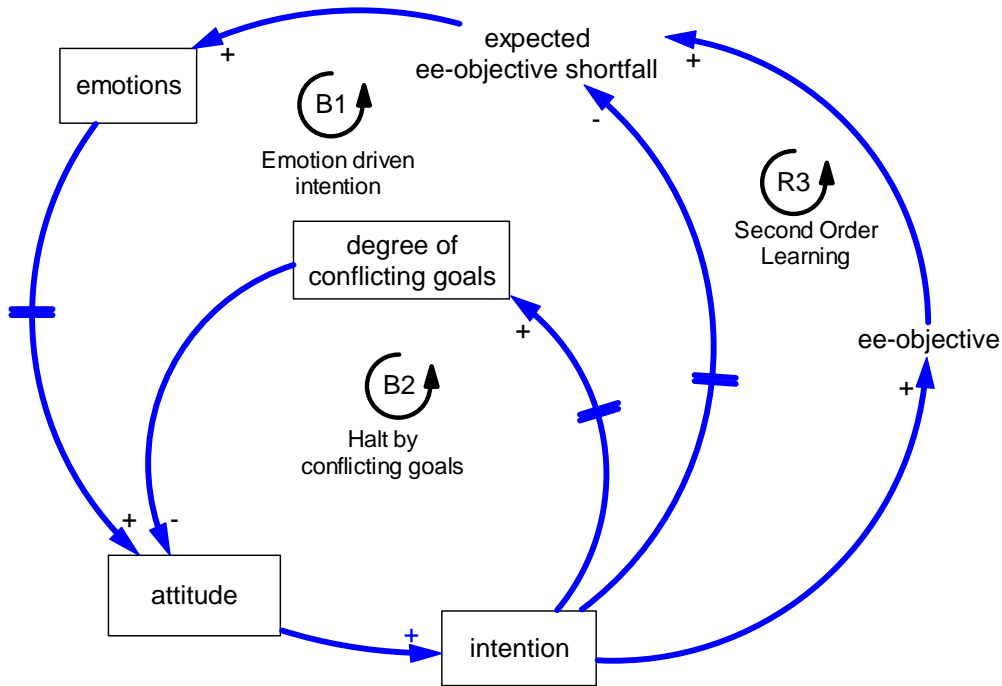 expected
ee-objective shortfall
+
+
emotions
B1
-
Emotion driven
intention
R3
Second Order
Learning
degree of
conflicting goals
+
ee-objective
B2
+
Halt by
conflicting goals
+
-
attitude
+
intention